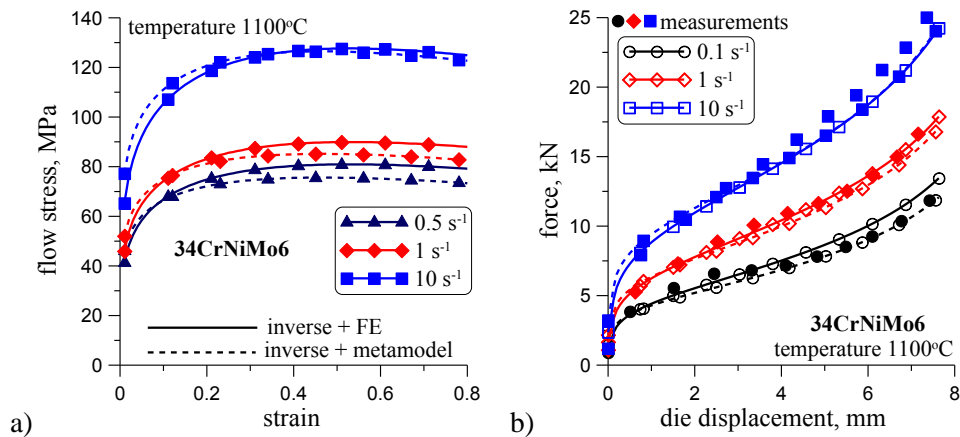 temperature 1100°C
140
120
100
80
60
40
20
0
flow stress, MPa
34CrNiMo6
0.5 s⁻¹
1 s⁻¹
10 s⁻¹
inverse + FE
inverse + metamodel
0 0.2 0.4 0.6 0.8
strain
a)
measurements
0.1 s⁻¹
1 s⁻¹
10 s⁻¹
25
20
15
10
5
0
force, kN
34CrNiMo6
temperature 1100°C
0 2 4 6 8
die displacement, mm
b)